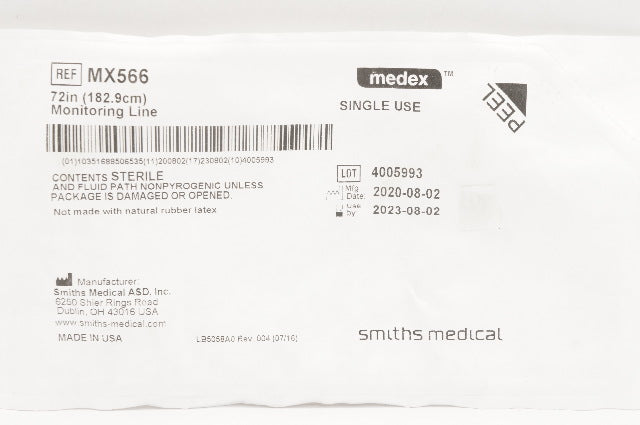 REF MX566
72in (182.9cm)
Monitoring Line
(01)10351688506535(11)200802(17)230802(10)4005993
CONTENTS STERILE
AND FLUID PATH NONPYROGENIC UNLESS
PACKAGE IS DAMAGED OR OPENED.
Not made with natural rubber latex
medex TM
SINGLE USE
PEEL
LOT 4005993
Mfg. Date: 2020-08-02
Use by 2023-08-02
Manufacturer:
Smiths Medical ASD, Inc.
6250 Shier Rings Road
Dublin, OH 43016 USA
www.smiths-medical.com
MADE IN USA
LB5058A0 Rev. 004 (07/16)
smiths medical